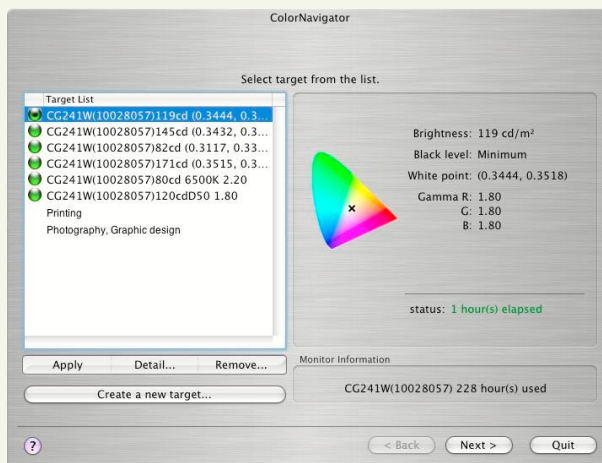 ColorNavigator
Select target from the list.
Target List
CG241W(10028057)119cd (0.3444, 0.3...
CG241W(10028057)145cd (0.3432, 0.3...
CG241W(10028057)82cd (0.3117, 0.33...
CG241W(10028057)171cd (0.3515, 0.3...
CG241W(10028057)80cd 6500K 2.20
CG241W(10028057)120cdD50 1.80
Printing
Photography, Graphic design
Apply Detail... Remove...
Create a new target...
Brightness: 119 cd/m²
Black level: Minimum
White point: (0.3444, 0.3518)
Gamma R: 1.80
G: 1.80
B: 1.80
status: 1 hour(s) elapsed
Monitor Information
CG241W(10028057) 228 hour(s) used
? < Back Next > Quit